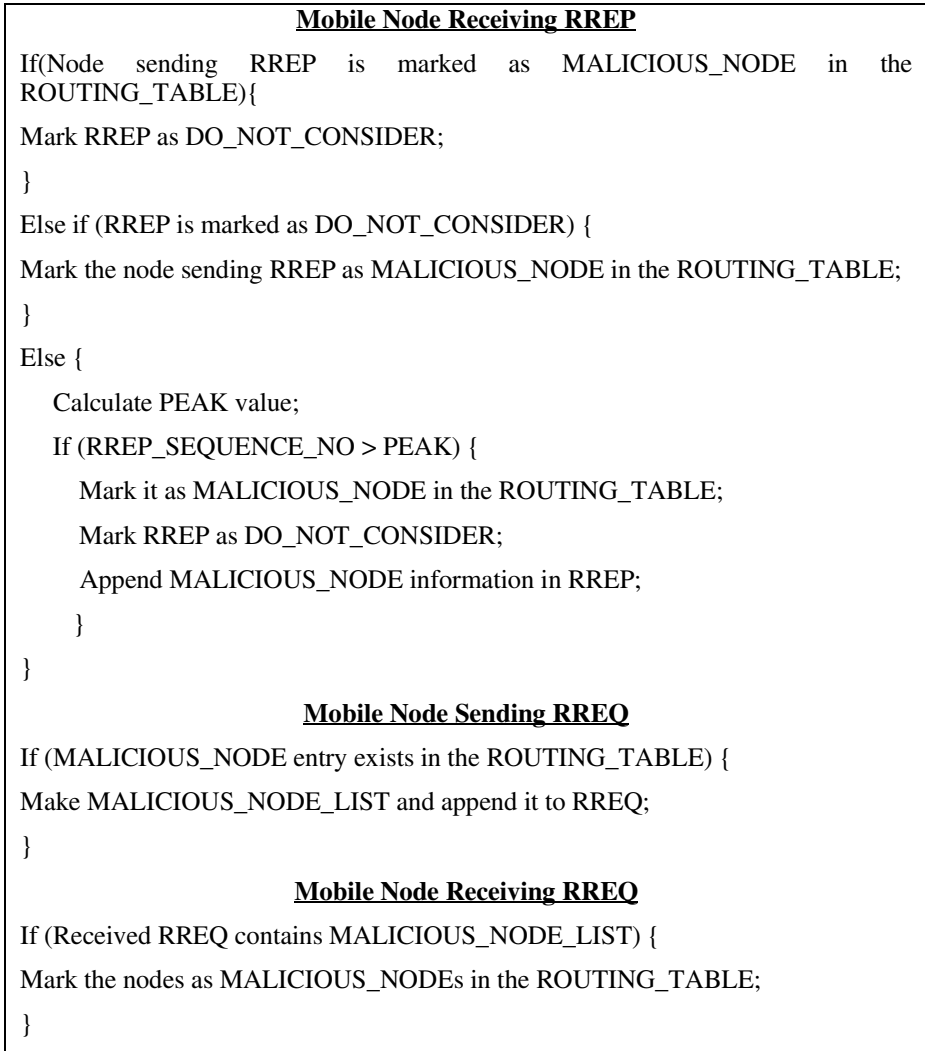 Mobile Node Receiving RREP
If(Node sending RREP is marked as MALICIOUS_NODE in the
ROUTING_TABLE){
Mark RREP as DO_NOT_CONSIDER;
}
Else if (RREP is marked as DO_NOT_CONSIDER) {
Mark the node sending RREP as MALICIOUS_NODE in the ROUTING_TABLE;
}
Else {
Calculate PEAK value;
If (RREP_SEQUENCE_NO > PEAK) {
Mark it as MALICIOUS_NODE in the ROUTING_TABLE;
Mark RREP as DO_NOT_CONSIDER;
Append MALICIOUS_NODE information in RREP;
}
}
Mobile Node Sending RREQ
If (MALICIOUS_NODE entry exists in the ROUTING_TABLE) {
Make MALICIOUS_NODE_LIST and append it to RREQ;
}
Mobile Node Receiving RREQ
If (Received RREQ contains MALICIOUS_NODE_LIST) {
Mark the nodes as MALICIOUS_NODEs in the ROUTING_TABLE;
}